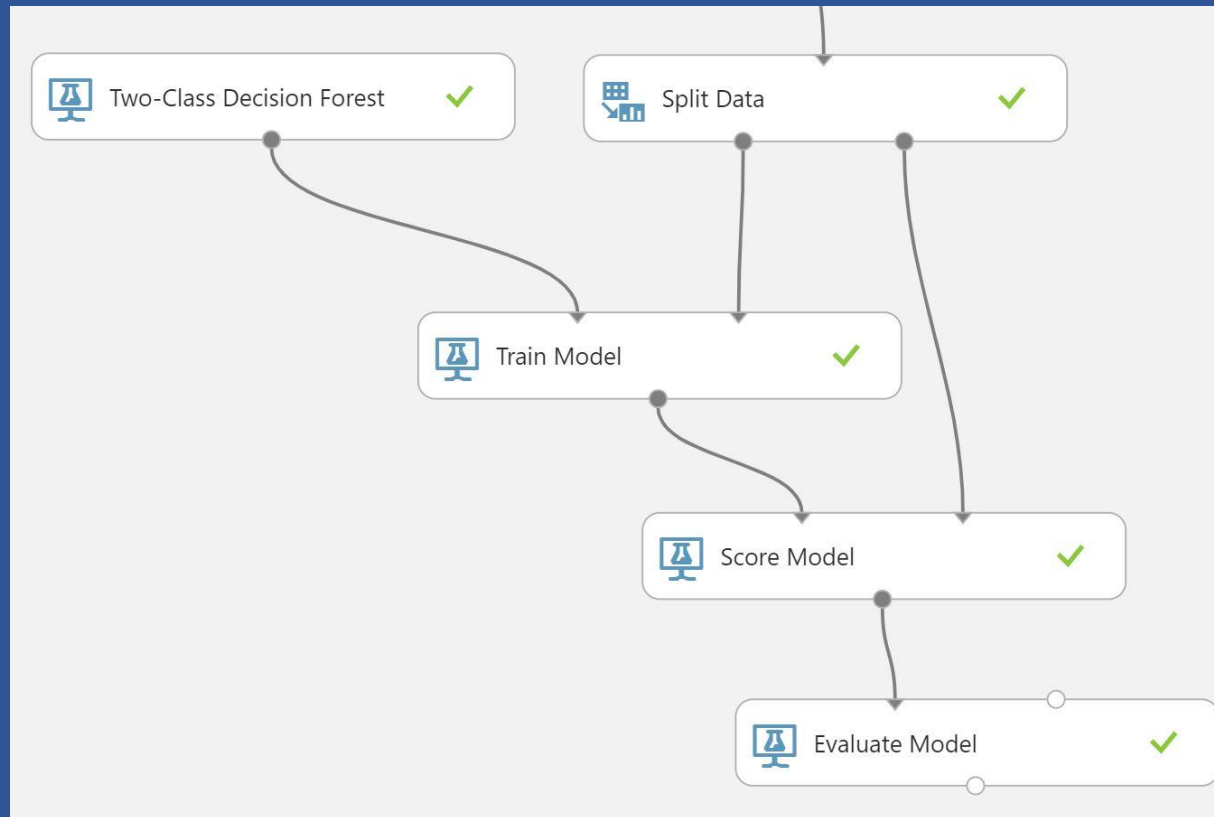 Two-Class Decision Forest
Split Data
Train Model
Score Model
Evaluate Model